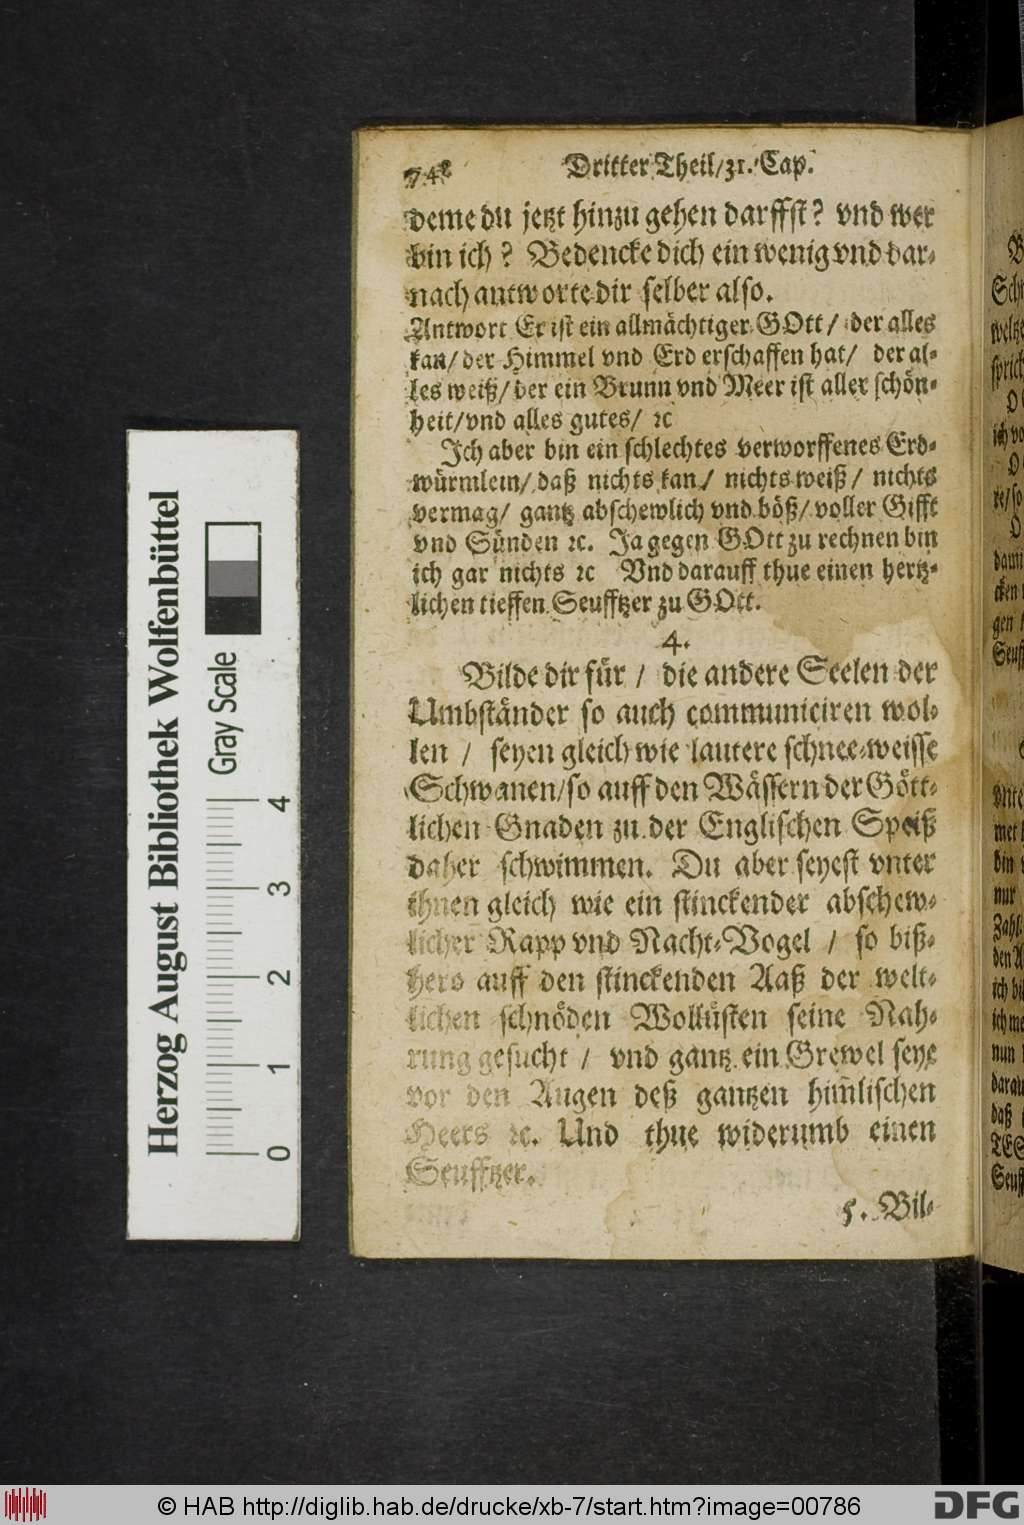 742 Dritter Theil/31. Cap.
deme du jetzt hinzu gehen darffst? vnd wer
bin ich? Bedencke dich ein wenig vnd dar-
nach antworte dir selber also.
Antwort Er ist ein allmächtiger GOtt/ der alles
kan/ der Himmel vnd Erd erschaffen hat/ der al-
les weiß/ der ein Brunn vnd Meer ist aller schön-
heit/ vnd alles gutes/ ꝛc
Ich aber bin ein schlechtes verworffenes Erd-
würmlein/ daß nichts kan/ nichts weiß/ nichts
vermag/ gantz abschewlich vnd böß/ voller Gifft
vnd Sünden ꝛc. Ja gegen GOtt zu rechnen bin
ich gar nichts ꝛc Vnd darauff thue einen hertz-
lichen tieffen Seufftzer zu GOtt.
4.
Bilde dir für / die andere Seelen der
Umbständer so auch communiciren wol-
len / seyen gleich wie lautere schnee-weisse
Schwanen/so auff den Wässern der Gött-
lichen Gnaden zu der Englischen Speiß
daher schwimmen. Du aber seyest vnter
ihnen gleich wie ein stinckender abschew-
licher Rapp vnd Nacht-Vogel / so biß-
hero auff den stinckenden Aaß der welt-
lichen schnöden Wollüsten seine Nah-
rung gesucht / vnd gantz ein Grewel seye
vor den Augen deß gantzen him̃lischen
Heers ꝛc. Und thue widerumb einen
Seufftzer.
5. Bil-
Herzog August Bibliothek Wolfenbüttel
Gray Scale
0 1 2 3 4
© HAB http://diglib.hab.de/drucke/xb-7/start.htm?image=00786
DFG